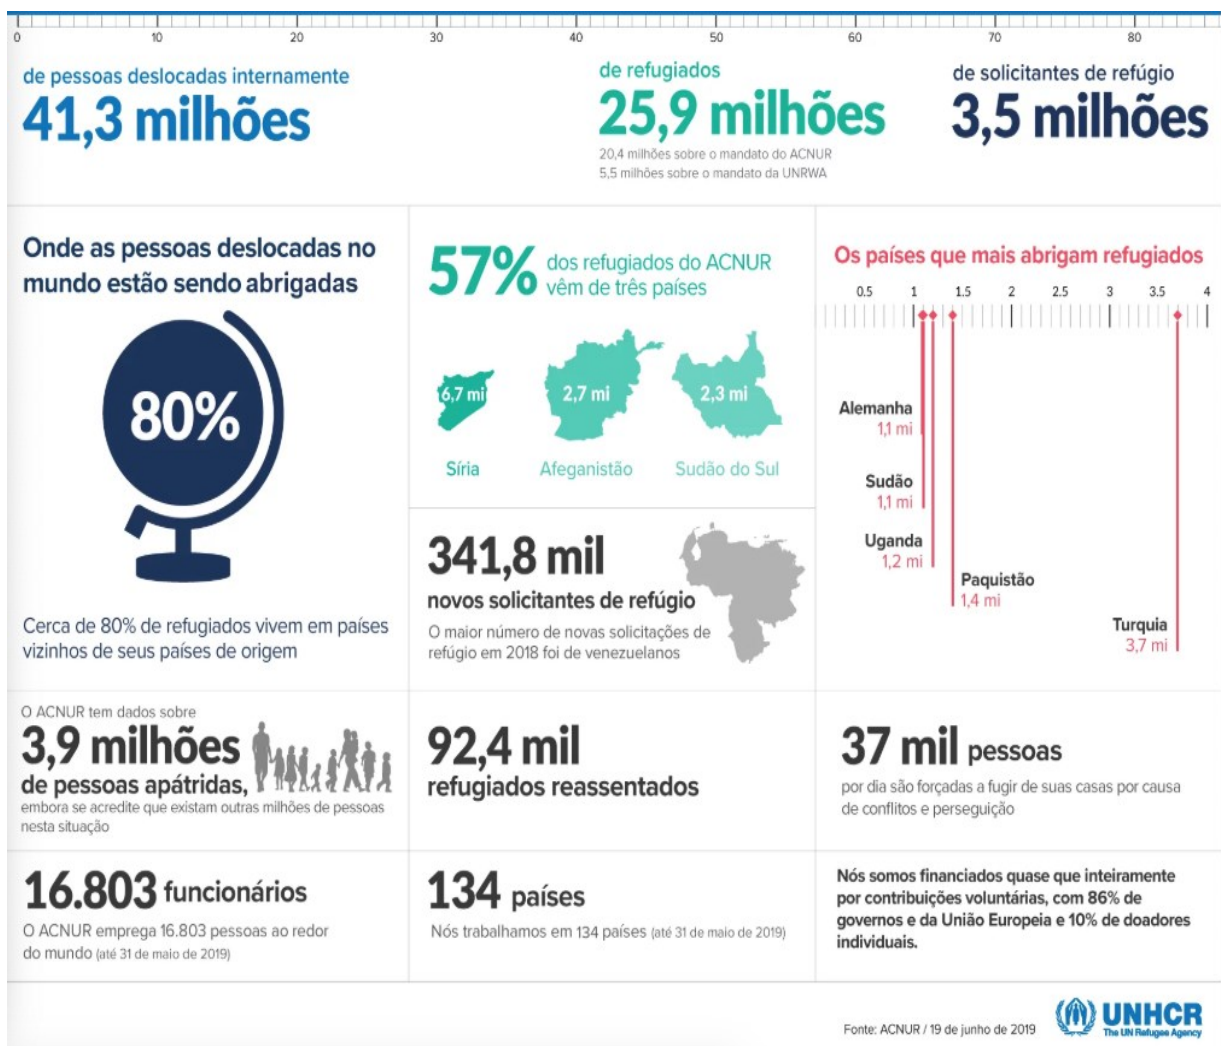 0 10 20 30 40 50 60 70 80
de pessoas deslocadas internamente
41,3 milhões
de refugiados
25,9 milhões
20,4 milhões sobre o mandato do ACNUR
5,5 milhões sobre o mandato da UNRWA
de solicitantes de refúgio
3,5 milhões
Onde as pessoas deslocadas no
mundo estão sendo abrigadas
80%
Cerca de 80% de refugiados vivem em países
vizinhos de seus países de origem
57% dos refugiados do ACNUR
vêm de três países
6,7 mi
2,7 mi
2,3 mi
Síria
Afeganistão
Sudão do Sul
341,8 mil
novos solicitantes de refúgio
O maior número de novas solicitações de
refúgio em 2018 foi de venezuelanos
Os países que mais abrigam refugiados
0.5 1 1.5 2 2.5 3 3.5 4
Alemanha
1,1 mi
Sudão
1,1 mi
Uganda
1,2 mi
Paquistão
1,4 mi
Turquia
3,7 mi
O ACNUR tem dados sobre
3,9 milhões
de pessoas apátridas,
embora se acredite que existam outras milhões de pessoas
nesta situação
92,4 mil
refugiados reassentados
37 mil pessoas
por dia são forçadas a fugir de suas casas por causa
de conflitos e perseguição
16.803 funcionários
O ACNUR emprega 16.803 pessoas ao redor
do mundo (até 31 de maio de 2019)
134 países
Nós trabalhamos em 134 países (até 31 de maio de 2019)
Nós somos financiados quase que inteiramente
por contribuições voluntárias, com 86% de
governos e da União Europeia e 10% de doadores
individuais.
Fonte: ACNUR / 19 de junho de 2019
UNHCR
The UN Refugee Agency